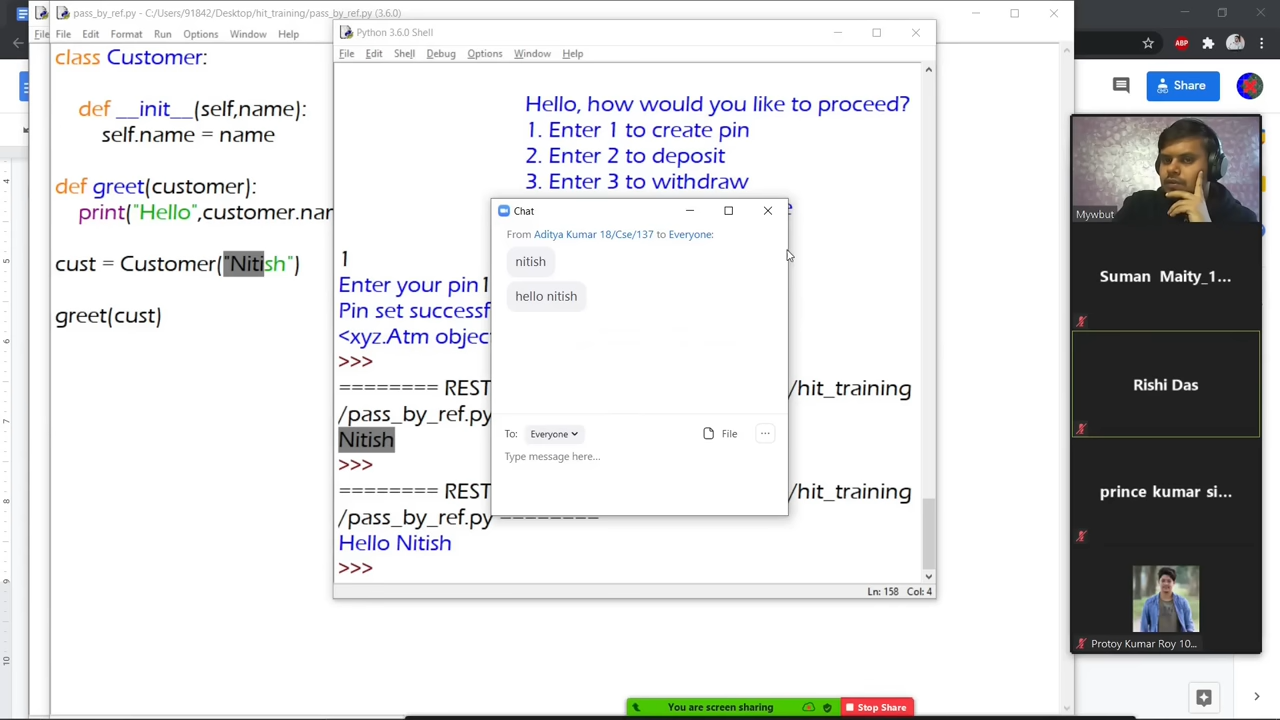 pass_by_ref.py - C:/Users/91842/Desktop/hit_training/pass_by_ref.py (3.6.0)
File Edit Format Run Options Window Help
class Customer:
def __init__(self,name):
self.name = name
def greet(customer):
print("Hello",customer.nam
cust = Customer("Nitish")
greet(cust)
Python 3.6.0 Shell
File Edit Shell Debug Options Window Help
Hello, how would you like to proceed?
1. Enter 1 to create pin
2. Enter 2 to deposit
3. Enter 3 to withdraw
1
Enter your pin1
Pin set successf
<xyz.Atm objec
>>>
======== REST /hit_training
/pass_by_ref.py
Nitish
>>>
======== REST /hit_training
/pass_by_ref.py ========
Hello Nitish
>>>
Ln: 158 Col: 4
Chat
From Aditya Kumar 18/Cse/137 to Everyone:
nitish
hello nitish
To: Everyone File
Type message here...
Share
ABP
Mywbut
Suman Maity_1...
Rishi Das
prince kumar si...
Protoy Kumar Roy 10...
You are screen sharing Stop Share